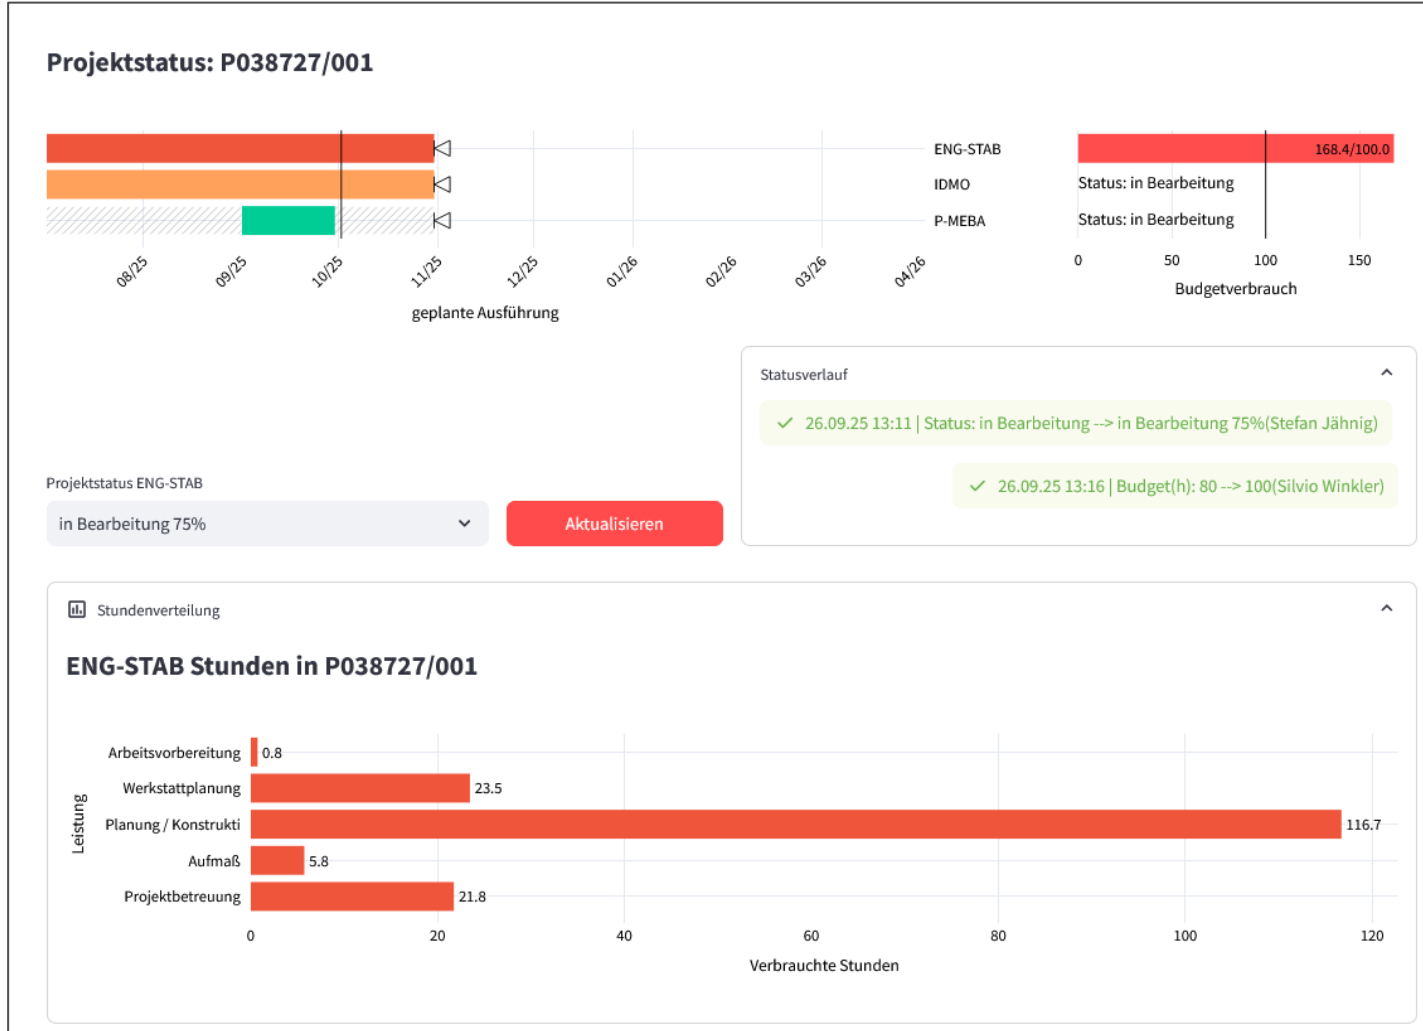 Projektstatus: P038727/001
ENG-STAB
IDMO
P-MEBA
08/25
09/25
10/25
11/25
12/25
01/26
02/26
03/26
04/26
geplante Ausführung
168.4/100.0
Status: in Bearbeitung
Status: in Bearbeitung
0
50
100
150
Budgetverbrauch
Statusverlauf
26.09.25 13:11 | Status: in Bearbeitung --> in Bearbeitung 75%(Stefan Jähnig)
26.09.25 13:16 | Budget(h): 80 --> 100(Silvio Winkler)
Projektstatus ENG-STAB
in Bearbeitung 75%
Aktualisieren
Stundenverteilung
ENG-STAB Stunden in P038727/001
Leistung
Arbeitsvorbereitung 0.8
Werkstattplanung 23.5
Planung / Konstrukti 116.7
Aufmaß 5.8
Projektbetreuung 21.8
0
20
40
60
80
100
120
Verbrauchte Stunden